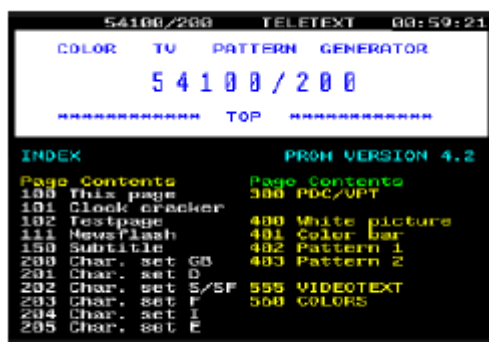 54100/200 TELETEXT 00:59:21
COLOR TV PATTERN GENERATOR
54100/200
************ TOP ************
INDEX PROM VERSION 4.2
Page Contents Page Contents
100 This page 300 PDC/VPT
101 Clock cracker
102 Testpage 400 White picture
111 Newsflash 401 Color bar
150 Subtitle 402 Pattern 1
200 Char. set GB 403 Pattern 2
201 Char. set D
202 Char. set S/SF 555 VIDEOTEXT
203 Char. set F 560 COLORS
204 Char. set I
205 Char. set E